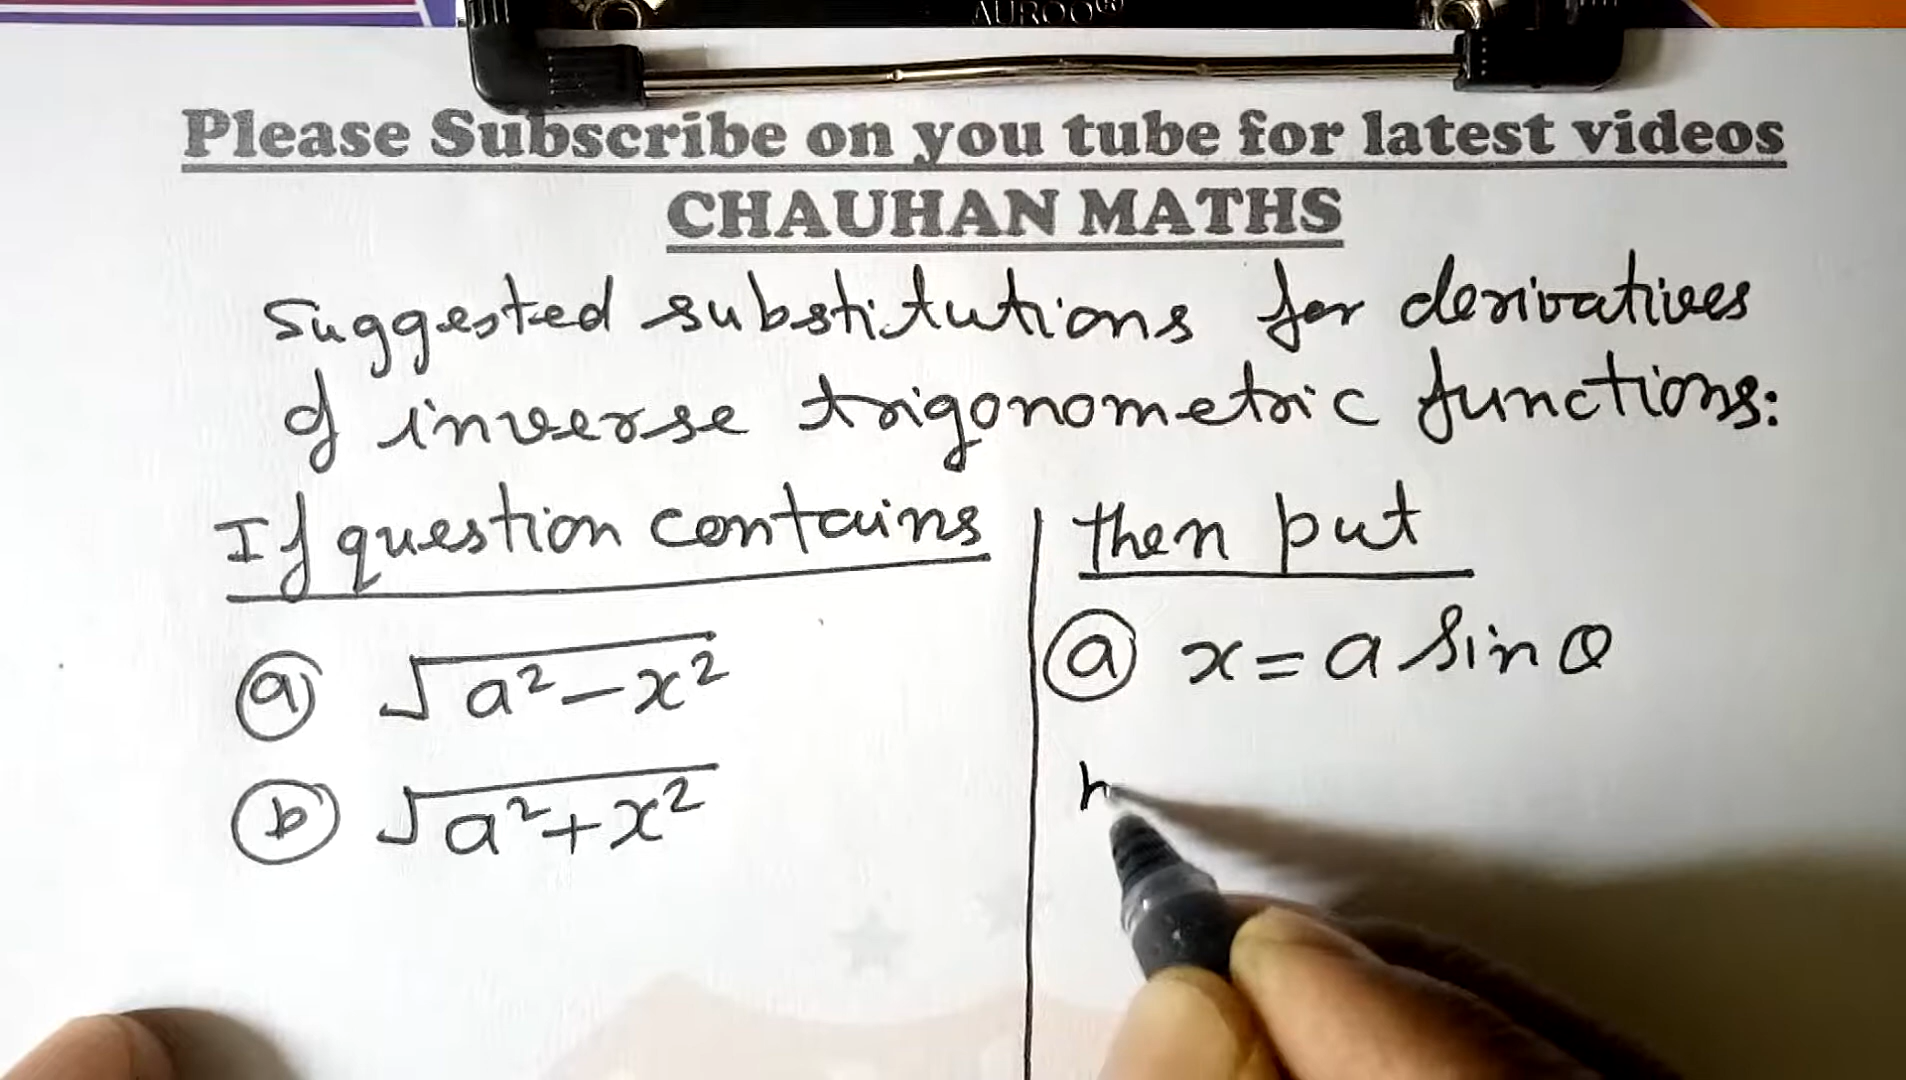 AUROO
Please Subscribe on you tube for latest videos
CHAUHAN MATHS
Suggested substitutions for derivatives
of inverse trigonometric functions:
If question contains
then put
ⓐ √a²-x²
ⓐ x = a sin θ
ⓑ √a²+x²